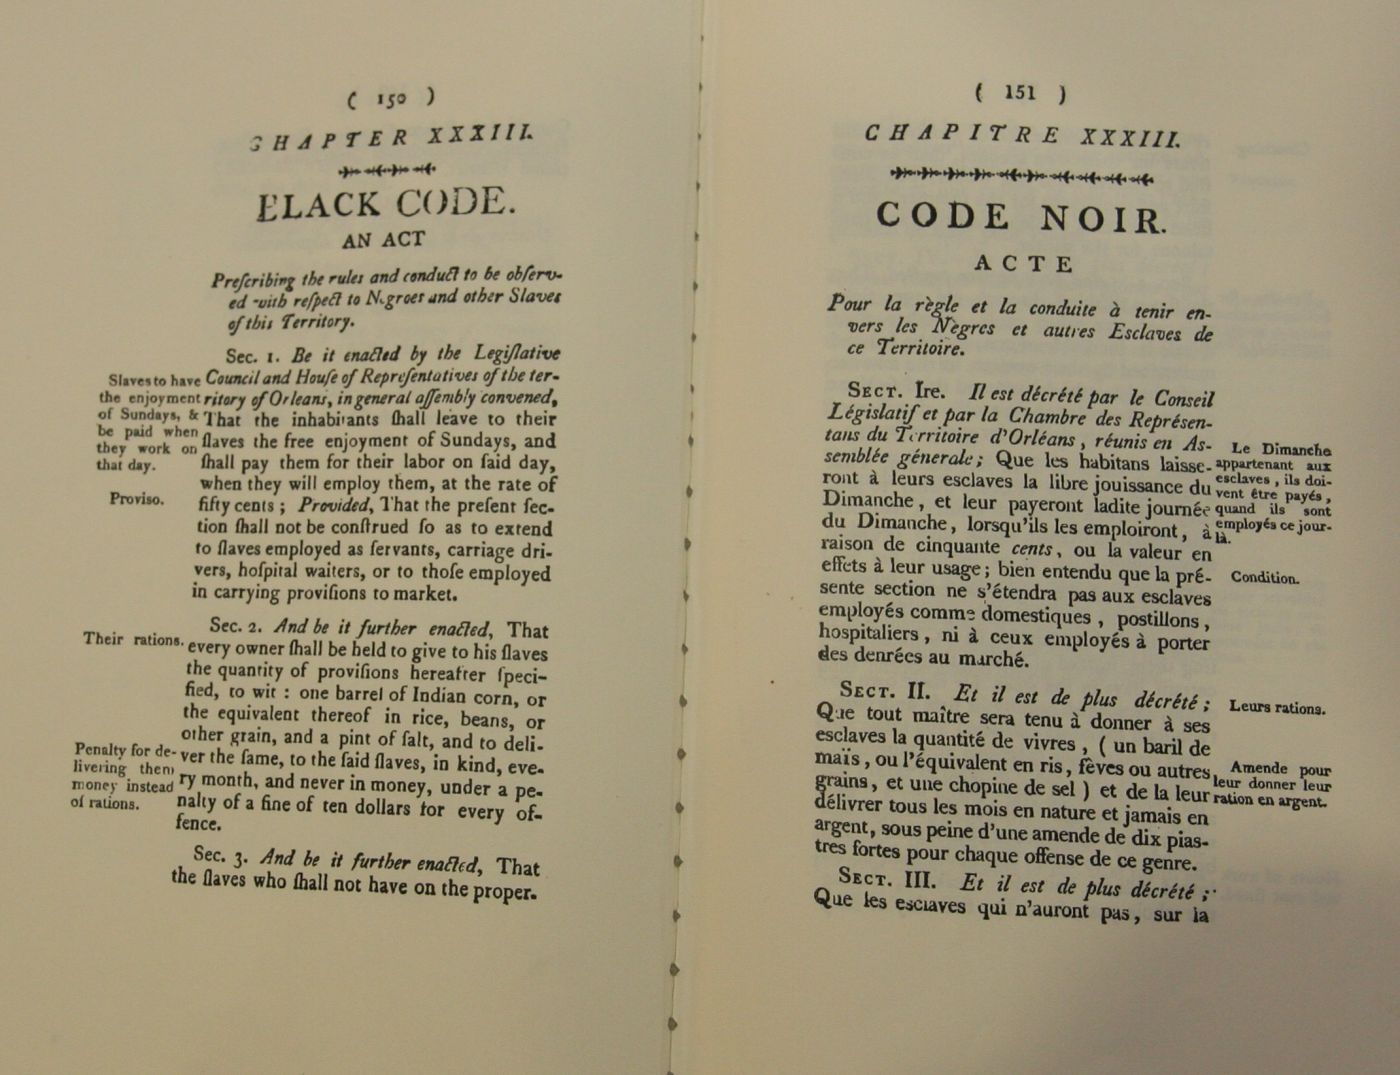 ( 150 )
CHAPTER XXXIII.
BLACK CODE.
AN ACT
Preſcribing the rules and conduct to be obſerv-
ed with reſpect to Negroes and other Slaves
of this Territory.
Sec. 1. Be it enacted by the Legiſlative
Council and Houſe of Repreſentatives of the ter-
ritory of Orleans, in general aſſembly convened,
That the inhabitants ſhall leave to their
ſlaves the free enjoyment of Sundays, and
ſhall pay them for their labor on ſaid day,
when they will employ them, at the rate of
fifty cents ; Provided, That the preſent ſec-
tion ſhall not be conſtrued ſo as to extend
to ſlaves employed as ſervants, carriage dri-
vers, hoſpital waiters, or to thoſe employed
in carrying proviſions to market.
Slaves to have
the enjoyment
of Sundays, &
be paid when
they work on
that day.
Proviso.
Sec. 2. And be it further enacted, That
every owner ſhall be held to give to his ſlaves
the quantity of proviſions hereafter ſpeci-
fied, to wit : one barrel of Indian corn, or
the equivalent thereof in rice, beans, or
other grain, and a pint of ſalt, and to deli-
ver the ſame, to the ſaid ſlaves, in kind, eve-
ry month, and never in money, under a pe-
nalty of a fine of ten dollars for every of-
fence.
Their rations.
Penalty for de-
livering them
money instead
of rations.
Sec. 3. And be it further enacted, That
the ſlaves who ſhall not have on the proper.
( 151 )
CHAPITRE XXXIII.
CODE NOIR.
ACTE
Pour la règle et la conduite à tenir en-
vers les Nègres et autres Esclaves de
ce Territoire.
SECT. Ire. Il est décrété par le Conseil
Législatif et par la Chambre des Représen-
tans du Territoire d'Orléans, réunis en As-
semblée générale; Que les habitans laisse-
ront à leurs esclaves la libre jouissance du
Dimanche, et leur payeront ladite journée
du Dimanche, lorsqu'ils les emploiront, à
raison de cinquante cents, ou la valeur en
effets à leur usage; bien entendu que la pré-
sente section ne s'étendra pas aux esclaves
employés comme domestiques, postillons,
hospitaliers, ni à ceux employés à porter
des denrées au marché.
Le Dimanche
appartenant aux
esclaves, ils doi-
vent être payés,
quand ils sont
employés ce jour-
là.
Condition.
SECT. II. Et il est de plus décrété;
Que tout maître sera tenu à donner à ses
esclaves la quantité de vivres, ( un baril de
maïs, ou l'équivalent en ris, fèves ou autres
grains, et une chopine de sel ) et de la leur
délivrer tous les mois en nature et jamais en
argent, sous peine d'une amende de dix pias-
tres fortes pour chaque offense de ce genre.
Leurs rations.
Amende pour
leur donner leur
ration en argent.
SECT. III. Et il est de plus décrété;
Que les esclaves qui n'auront pas, sur la